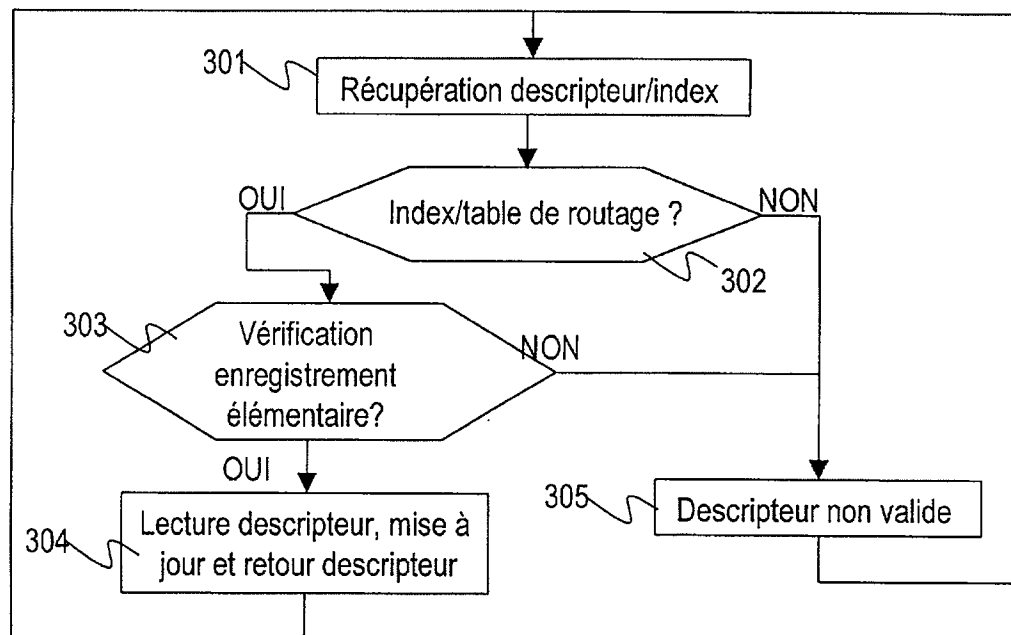 301
Récupération descripteur/index
OUI
Index/table de routage ?
NON
302
303
Vérification
enregistrement
élémentaire?
NON
OUI
304
Lecture descripteur, mise à
jour et retour descripteur
305
Descripteur non valide